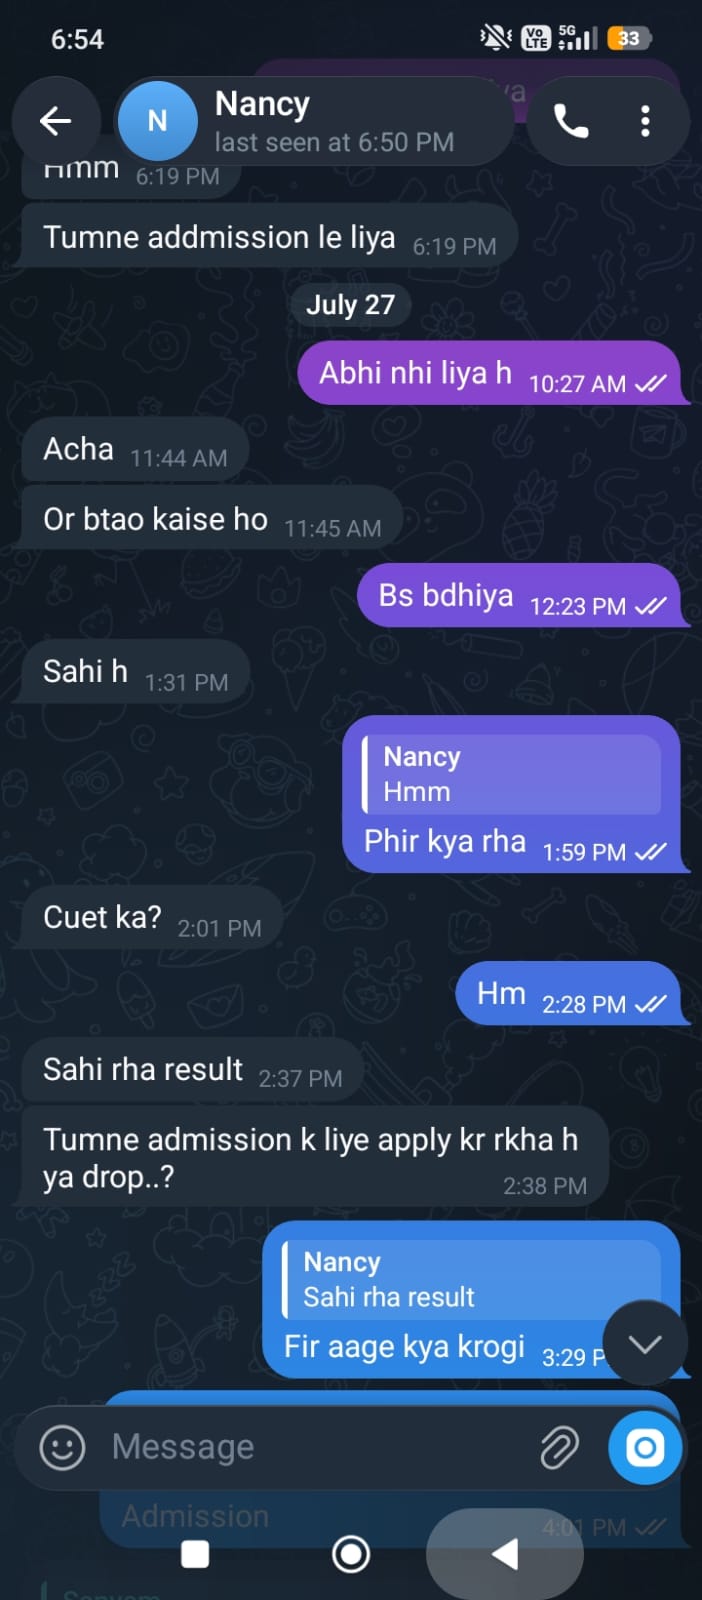 6:54
Vo
LTE
5G
33
N
Nancy
last seen at 6:50 PM
Hmm 6:19 PM
Tumne addmission le liya 6:19 PM
July 27
Abhi nhi liya h 10:27 AM
Acha 11:44 AM
Or btao kaise ho 11:45 AM
Bs bdhiya 12:23 PM
Sahi h 1:31 PM
Nancy
Hmm
Phir kya rha 1:59 PM
Cuet ka? 2:01 PM
Hm 2:28 PM
Sahi rha result 2:37 PM
Tumne admission k liye apply kr rkha h
ya drop..? 2:38 PM
Nancy
Sahi rha result
Fir aage kya krogi 3:29 P
Message
Admission 4:01 PM